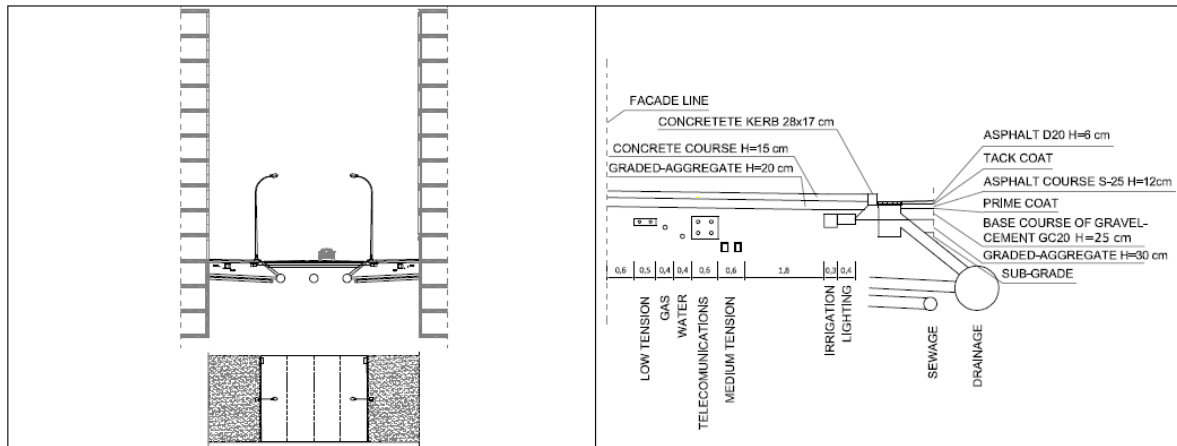 FACADE LINE
CONCRETETE KERB 28x17 cm
CONCRETE COURSE H=15 cm
GRADED-AGGREGATE H=20 cm
ASPHALT D20 H=6 cm
TACK COAT
ASPHALT COURSE S-25 H=12cm
PRIME COAT
BASE COURSE OF GRAVEL-
CEMENT GC20 H=25 cm
GRADED-AGGREGATE H=30 cm
SUB-GRADE
0,6 0,5 0,4 0,4 0,6 0,6 1,8 0,3 0,4
LOW TENSION
GAS
WATER
TELECOMUNICATIONS
MEDIUM TENSION
IRRIGATION
LIGHTING
SEWAGE
DRAINAGE